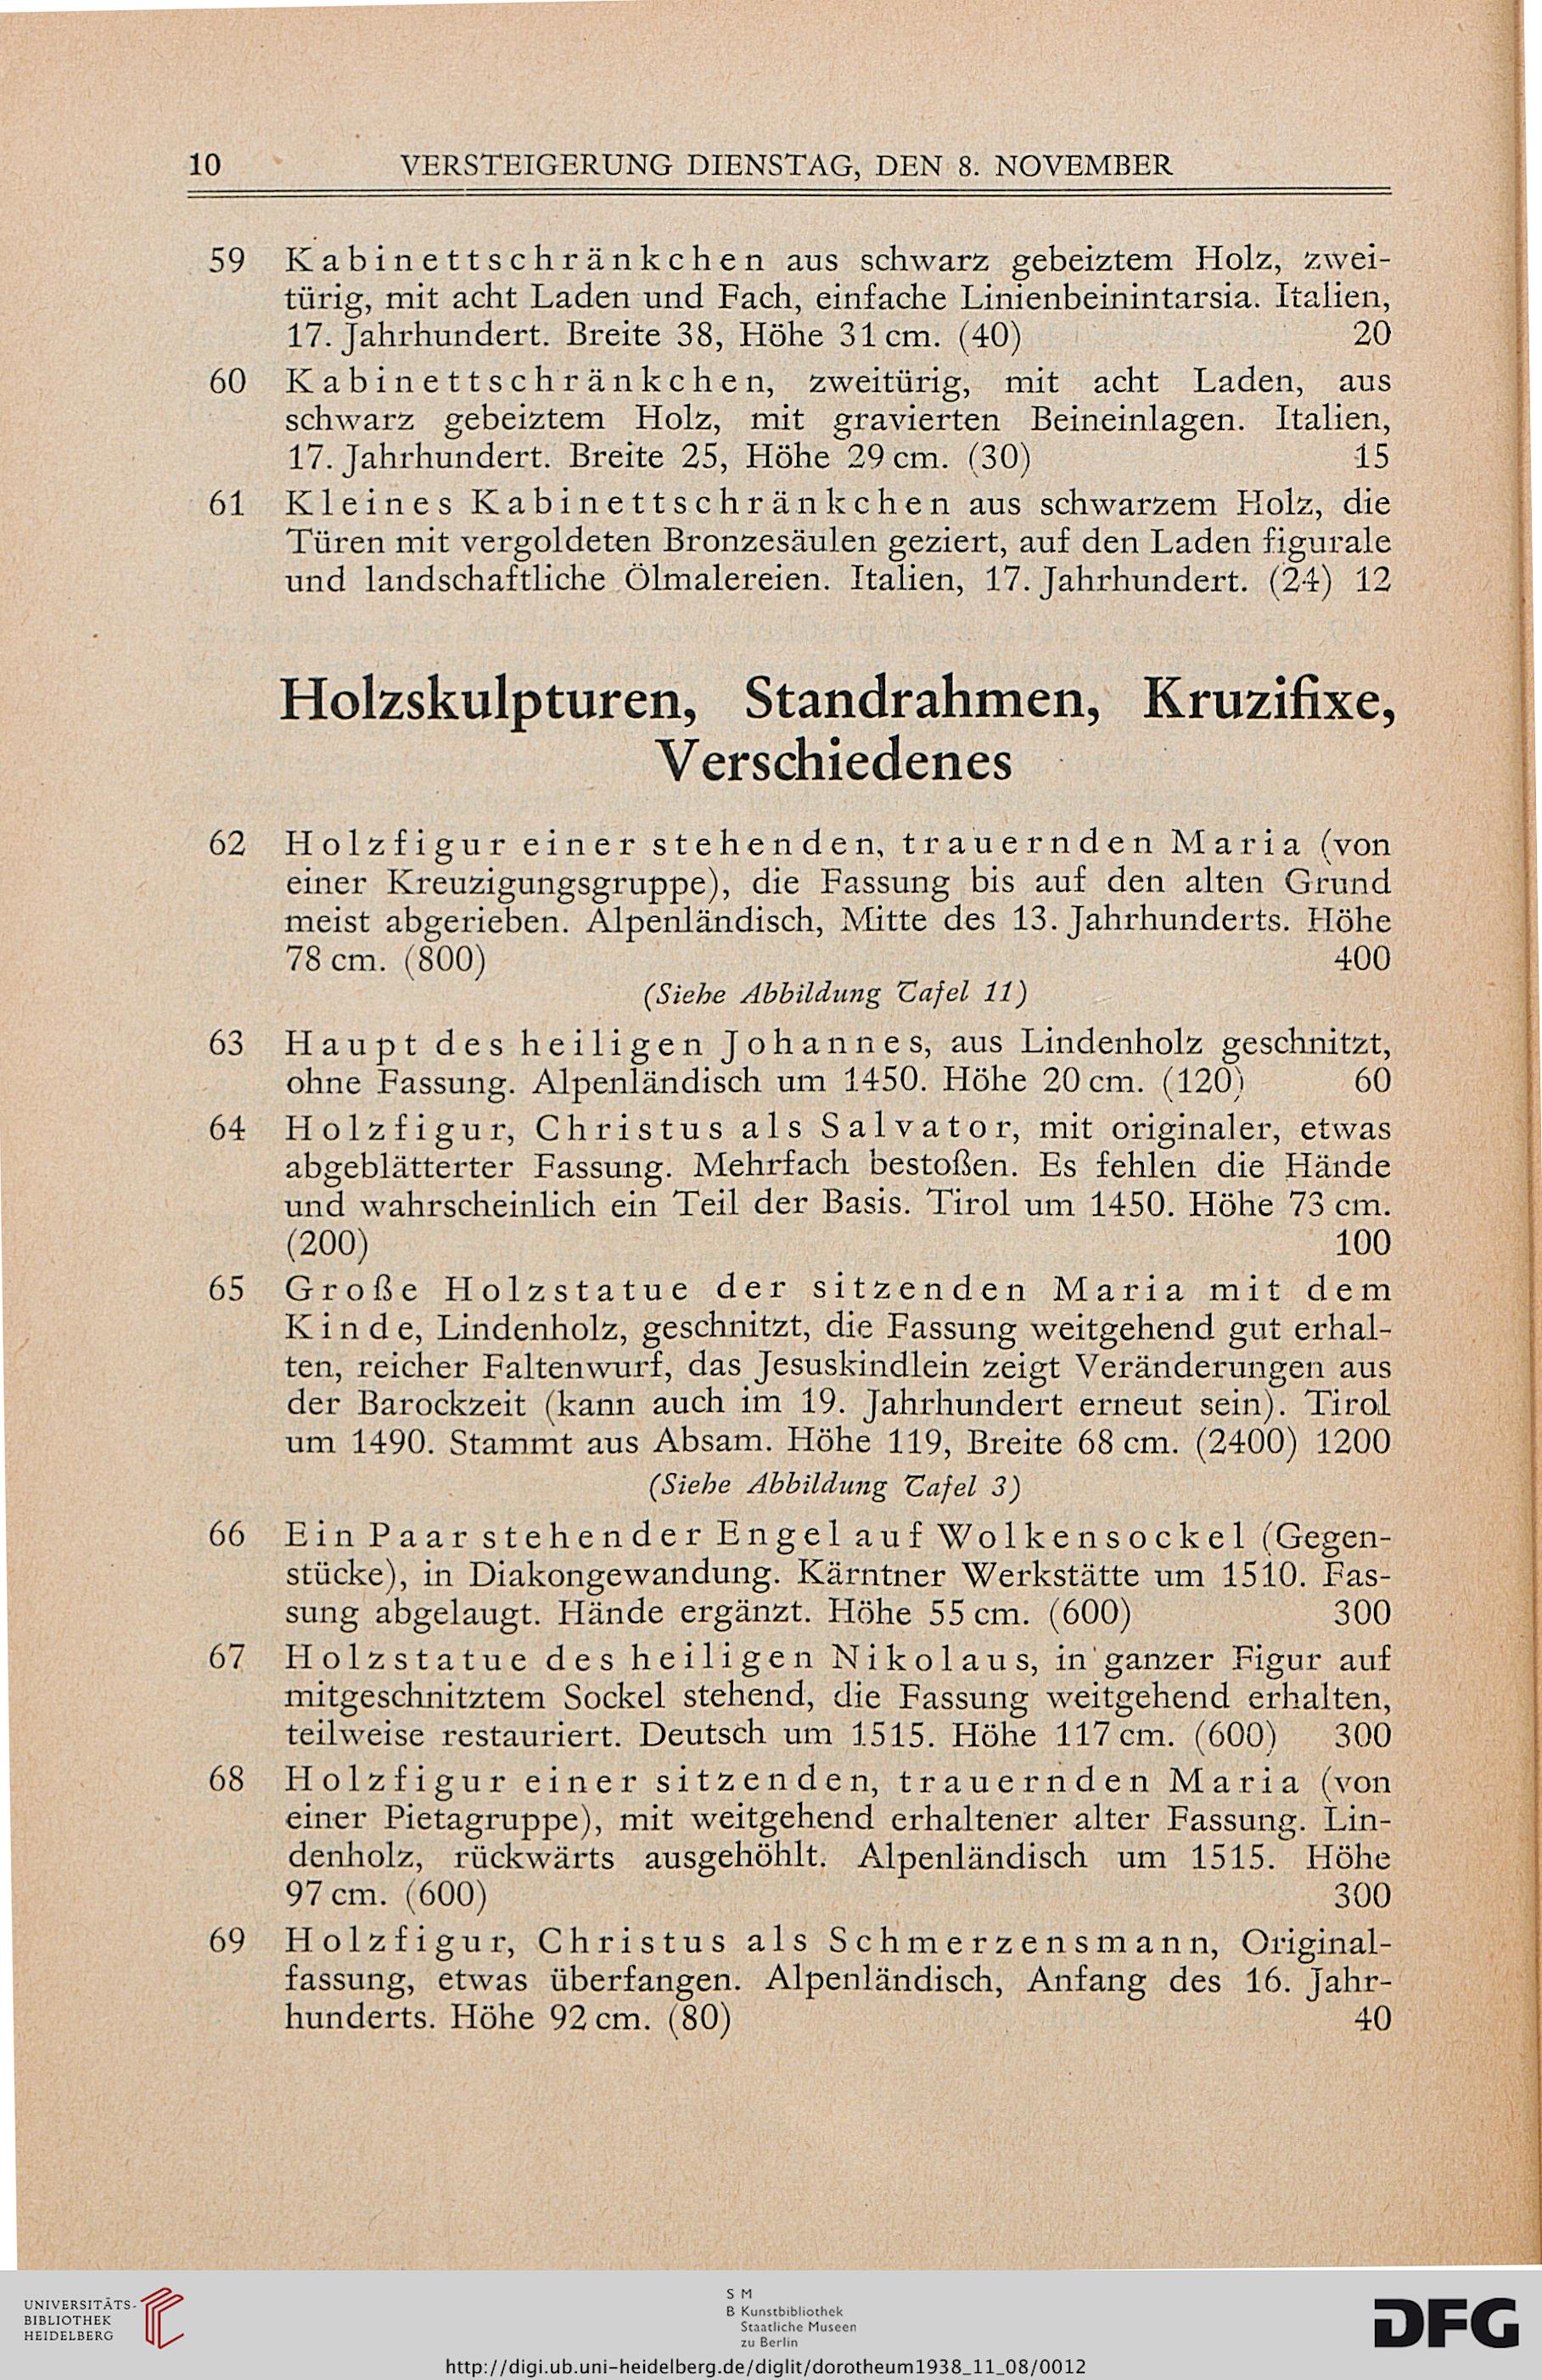 10 VERSTEIGERUNG DIENSTAG, DEN 8. NOVEMBER
59 Kabinettschränkchen aus schwarz gebeiztem Holz, zwei-
türig, mit acht Laden und Fach, einfache Linienbeinintarsia. Italien,
17. Jahrhundert. Breite 38, Höhe 31 cm. (40) 20
60 Kabinettschränkchen, zweitürig, mit acht Laden, aus
schwarz gebeiztem Holz, mit gravierten Beineinlagen. Italien,
17. Jahrhundert. Breite 25, Höhe 29 cm. (30) 15
61 Kleines Kabinettschränkchen aus schwarzem Holz, die
Türen mit vergoldeten Bronzesäulen geziert, auf den Laden figurale
und landschaftliche Ölmalereien. Italien, 17. Jahrhundert. (24) 12
Holzskulpturen, Standrahmen, Kruzifixe,
Verschiedenes
62 Holzfigur einer stehenden, trauernden Maria (von
einer Kreuzigungsgruppe), die Fassung bis auf den alten Grund
meist abgerieben. Alpenländisch, Mitte des 13. Jahrhunderts. Höhe
78 cm. (800) 400
(Siehe Abbildung Tafel 11)
63 Haupt des heiligen Johannes, aus Lindenholz geschnitzt,
ohne Fassung. Alpenländisch um 1450. Höhe 20 cm. (120) 60
64 Holzfigur, Christus als Salvator, mit originaler, etwas
abgeblätterter Fassung. Mehrfach bestoßen. Es fehlen die Hände
und wahrscheinlich ein Teil der Basis. Tirol um 1450. Höhe 73 cm.
(200) 100
65 Große Holzstatue der sitzenden Maria mit dem
Kinde, Lindenholz, geschnitzt, die Fassung weitgehend gut erhal-
ten, reicher Faltenwurf, das Jesuskindlein zeigt Veränderungen aus
der Barockzeit (kann auch im 19. Jahrhundert erneut sein). Tirol
um 1490. Stammt aus Absam. Höhe 119, Breite 68 cm. (2400) 1200
(Siehe Abbildung Tafel 3)
66 Ein Paar stehender Engel auf Wolkensockel (Gegen-
stücke), in Diakongewandung. Kärntner Werkstätte um 1510. Fas-
sung abgelaugt. Hände ergänzt. Höhe 55 cm. (600) 300
67 Holzstatue des heiligen Nikolaus, in ganzer Figur auf
mitgeschnitztem Sockel stehend, die Fassung weitgehend erhalten,
teilweise restauriert. Deutsch um 1515. Höhe 117 cm. (600) 300
68 Holzfigur einer sitzenden, trauernden Maria (von
einer Pietagruppe), mit weitgehend erhaltener alter Fassung. Lin-
denholz, rückwärts ausgehöhlt. Alpenländisch um 1515. Höhe
97 cm. (600) 300
69 Holzfigur, Christus als Schmerzensmann, Original-
fassung, etwas überfangen. Alpenländisch, Anfang des 16. Jahr-
hunderts. Höhe 92 cm. (80) 40
UNIVERSITÄTS-
BIBLIOTHEK
HEIDELBERG
S M
B Kunstbibliothek
Staatliche Museen
zu Berlin
DFG
http://digi.ub.uni-heidelberg.de/diglit/dorotheum1938_11_08/0012